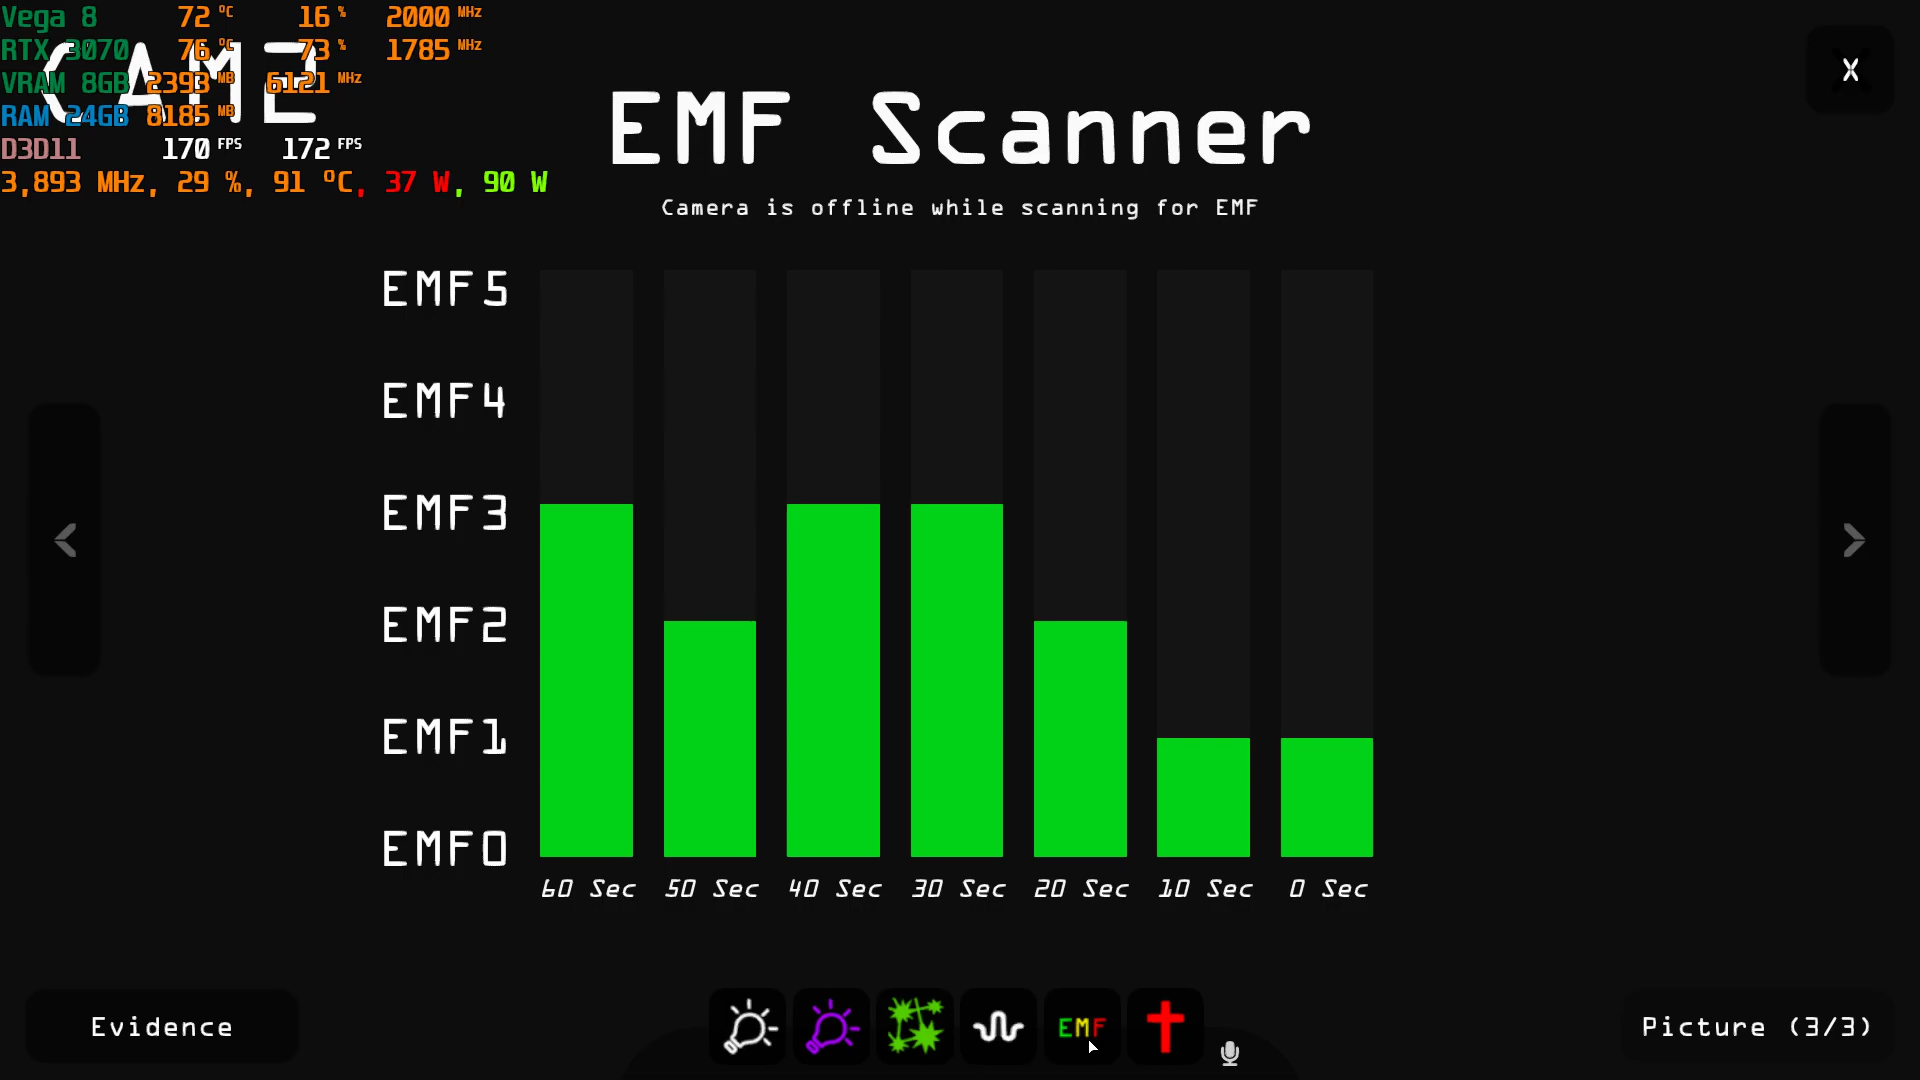 Vega 8 72 °C 16 % 2000 MHz
RTX 3070 76 °C 73 % 1785 MHz
CAM2
VRAM 8GB 2393 MB 6121 MHz
RAM 24GB 8185 MB
D3D11 170 FPS 172 FPS
3,893 MHz, 29 %, 91 °C, 37 W, 90 W
X
EMF Scanner
Camera is offline while scanning for EMF
EMF5
EMF4
EMF3
EMF2
EMF1
EMF0
60 Sec 50 Sec 40 Sec 30 Sec 20 Sec 10 Sec 0 Sec
Evidence
EMF
Picture (3/3)